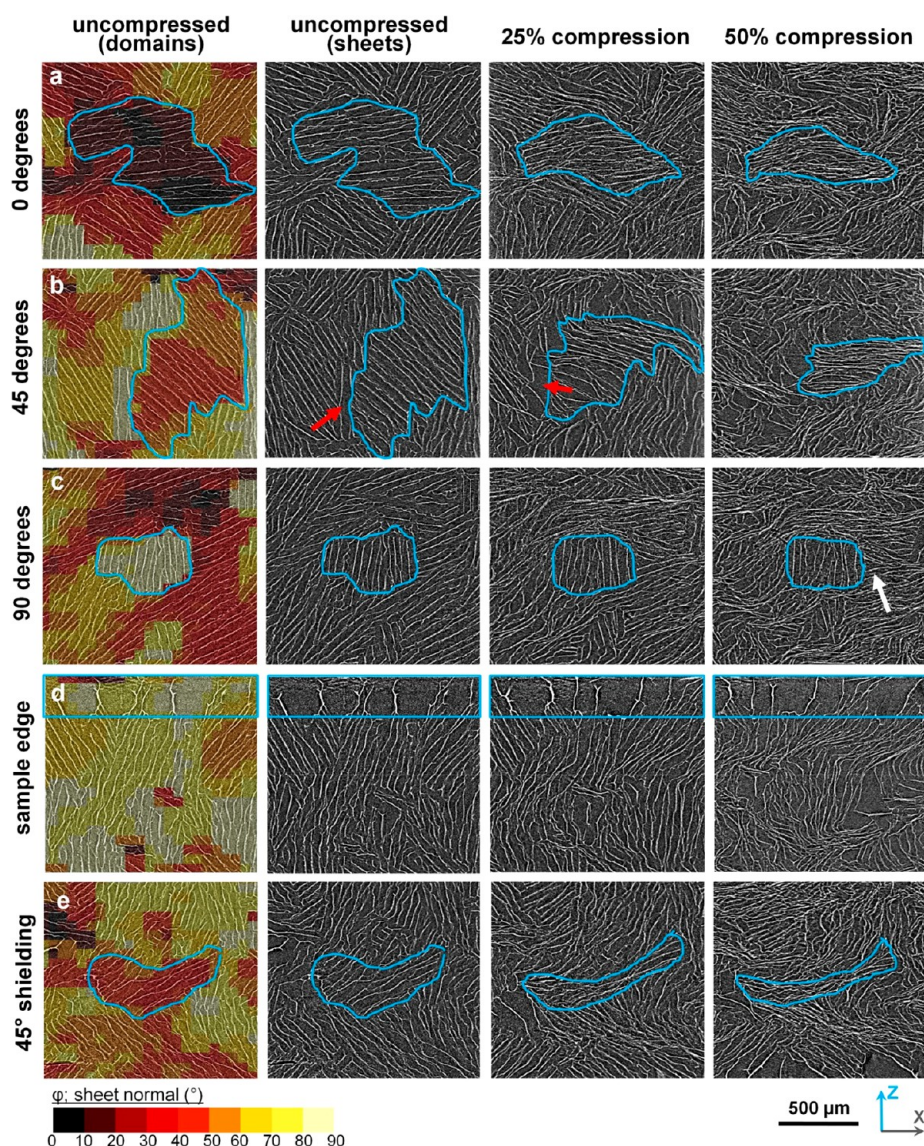 uncompressed
(domains)
uncompressed
(sheets)
25% compression
50% compression
0 degrees
a
45 degrees
b
90 degrees
c
sample edge
d
45° shielding
e
φ; sheet normal (°)
0 10 20 30 40 50 60 70 80 90
500 µm
Z
X